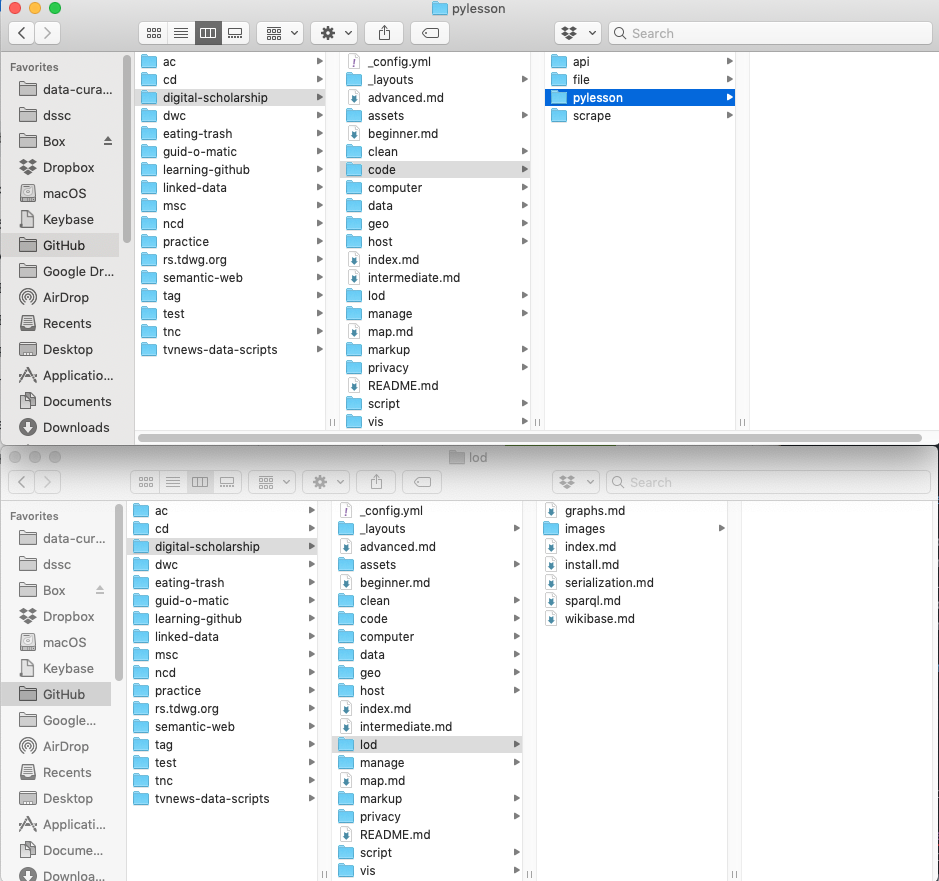 pylesson
Search
Favorites
data-cura...
dssc
Box
Dropbox
macOS
Keybase
GitHub
Google Dr...
AirDrop
Recents
Desktop
Applicatio...
Documents
Downloads
ac
cd
digital-scholarship
dwc
eating-trash
guid-o-matic
learning-github
linked-data
msc
ncd
practice
rs.tdwg.org
semantic-web
tag
test
tnc
tvnews-data-scripts
_config.yml
_layouts
advanced.md
assets
beginner.md
clean
code
computer
data
geo
host
index.md
intermediate.md
lod
manage
map.md
markup
privacy
README.md
script
vis
api
file
pylesson
scrape
lod
Search
Favorites
data-cur...
dssc
Box
Dropbox
macOS
Keybase
GitHub
Google...
AirDrop
Recents
Desktop
Applicati...
Docume...
Downloa...
ac
cd
digital-scholarship
dwc
eating-trash
guid-o-matic
learning-github
linked-data
msc
ncd
practice
rs.tdwg.org
semantic-web
tag
test
tnc
tvnews-data-scripts
_config.yml
_layouts
advanced.md
assets
beginner.md
clean
code
computer
data
geo
host
index.md
intermediate.md
lod
manage
map.md
markup
privacy
README.md
script
vis
graphs.md
images
index.md
install.md
serialization.md
sparql.md
wikibase.md